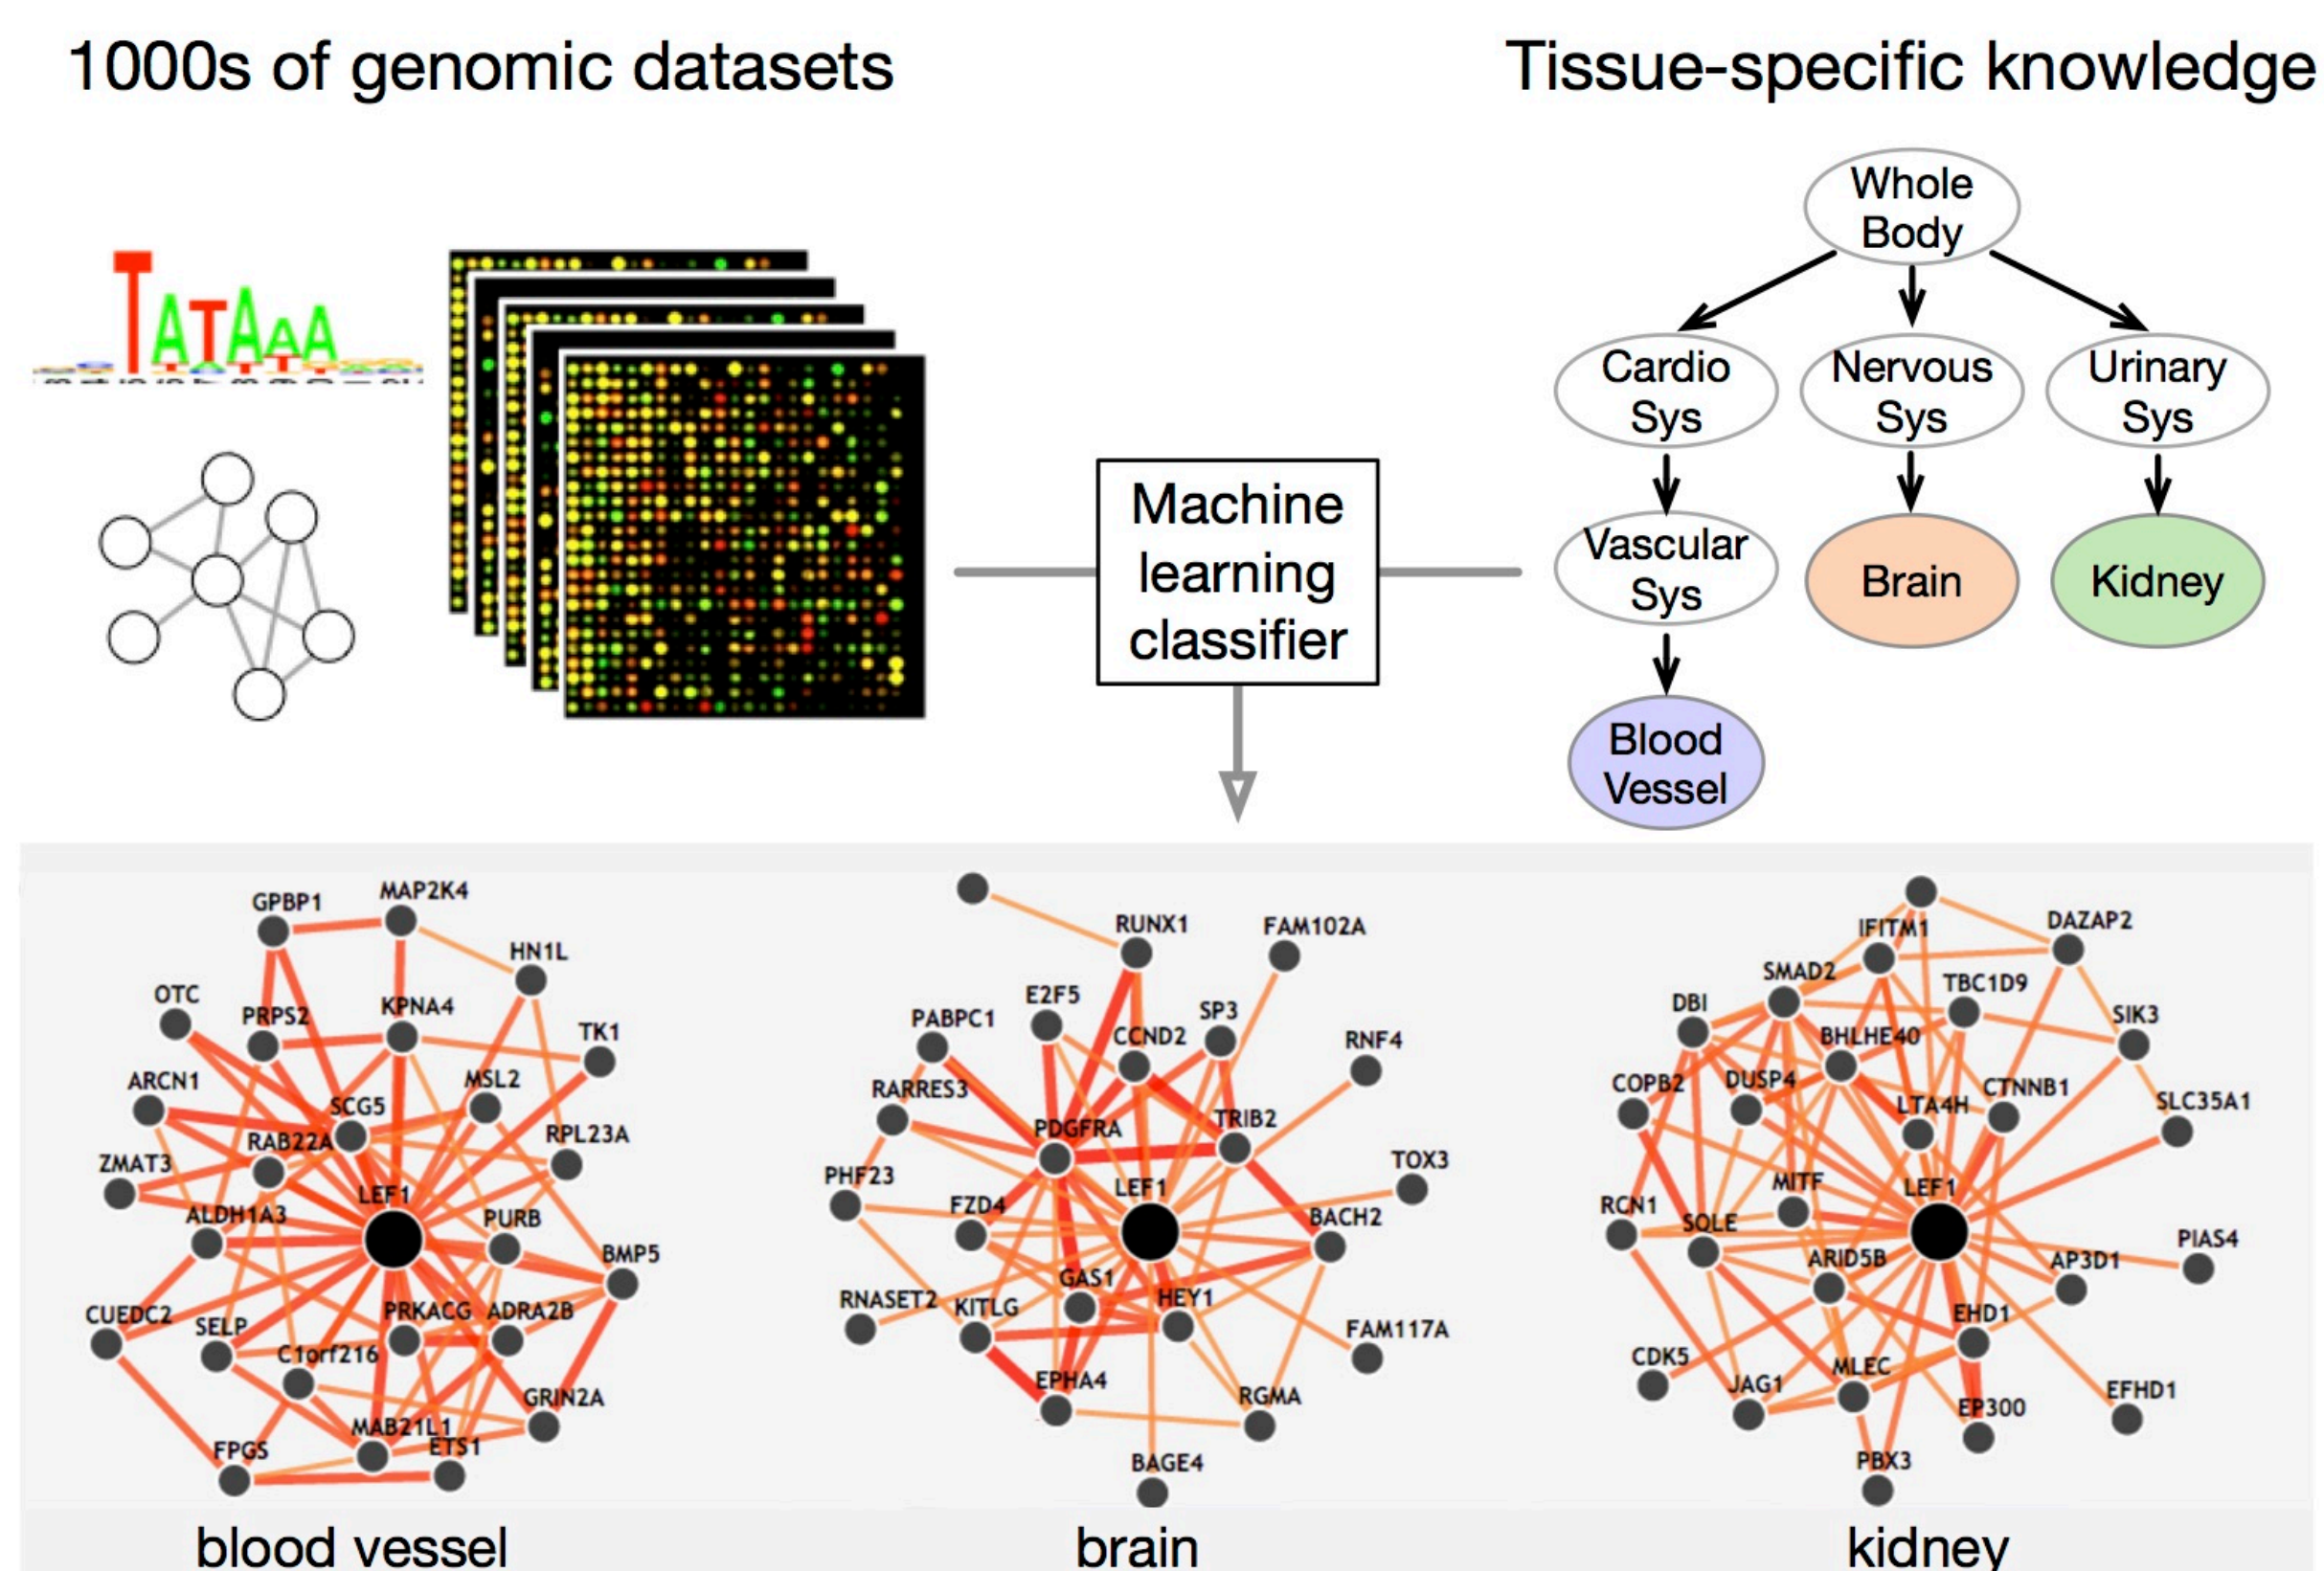 1000s of genomic datasets
Tissue-specific knowledge
TATAAA
Machine
learning
classifier
Whole
Body
Cardio
Sys
Nervous
Sys
Urinary
Sys
Vascular
Sys
Brain
Kidney
Blood
Vessel
GPBP1
MAP2K4
HN1L
OTC
PRPS2
KPNA4
TK1
ARCN1
MSL2
SCG5
RAB22A
RPL23A
ZMAT3
LEF1
ALDH1A3
PURB
BMP5
CUEDC2
SELP
PRKACG
ADRA2B
C1orf216
GRIN2A
MAB21L1
ETS1
FPGS
blood vessel
RUNX1
FAM102A
E2F5
SP3
PABPC1
CCND2
RNF4
RARRES3
PDGFRA
TRIB2
PHF23
FZD4
LEF1
TOX3
BACH2
GAS1
RNASET2
KITLG
HEY1
FAM117A
EPHA4
RGMA
BAGE4
brain
IFITM1
DAZAP2
SMAD2
TBC1D9
DBI
BHLHE40
SIK3
COPB2
DUSP4
CTNNB1
LTA4H
SLC35A1
MITF
LEF1
RCN1
SQLE
ARID5B
AP3D1
PIAS4
EHD1
CDK5
JAG1
MLEC
EP300
EFHD1
PBX3
kidney